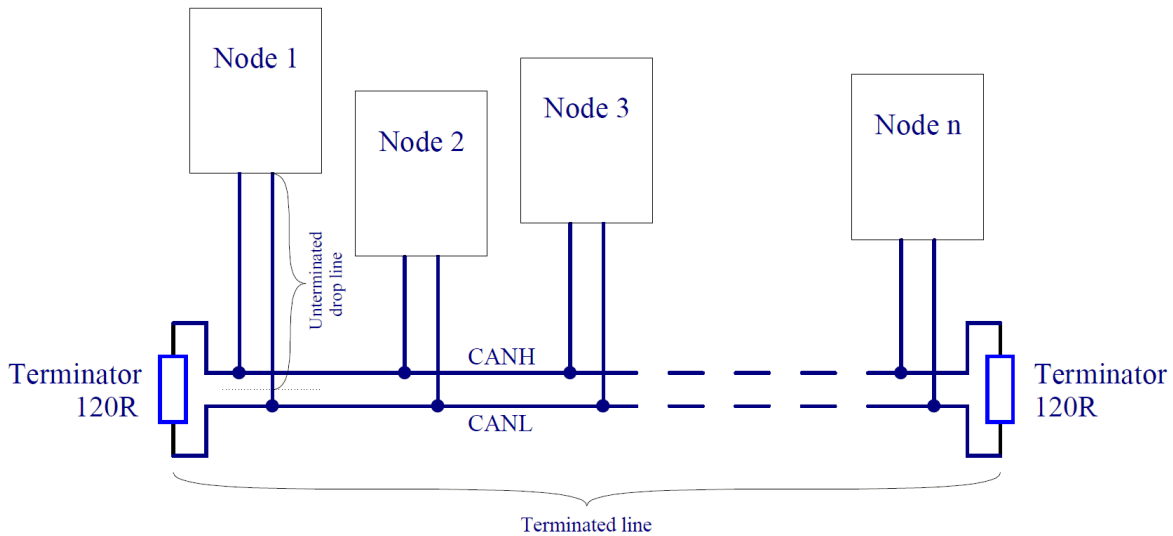 Node 1
Node 2
Node 3
Node n
Unterminated
drop line
CANH
CANL
Terminator
120R
Terminator
120R
Terminated line